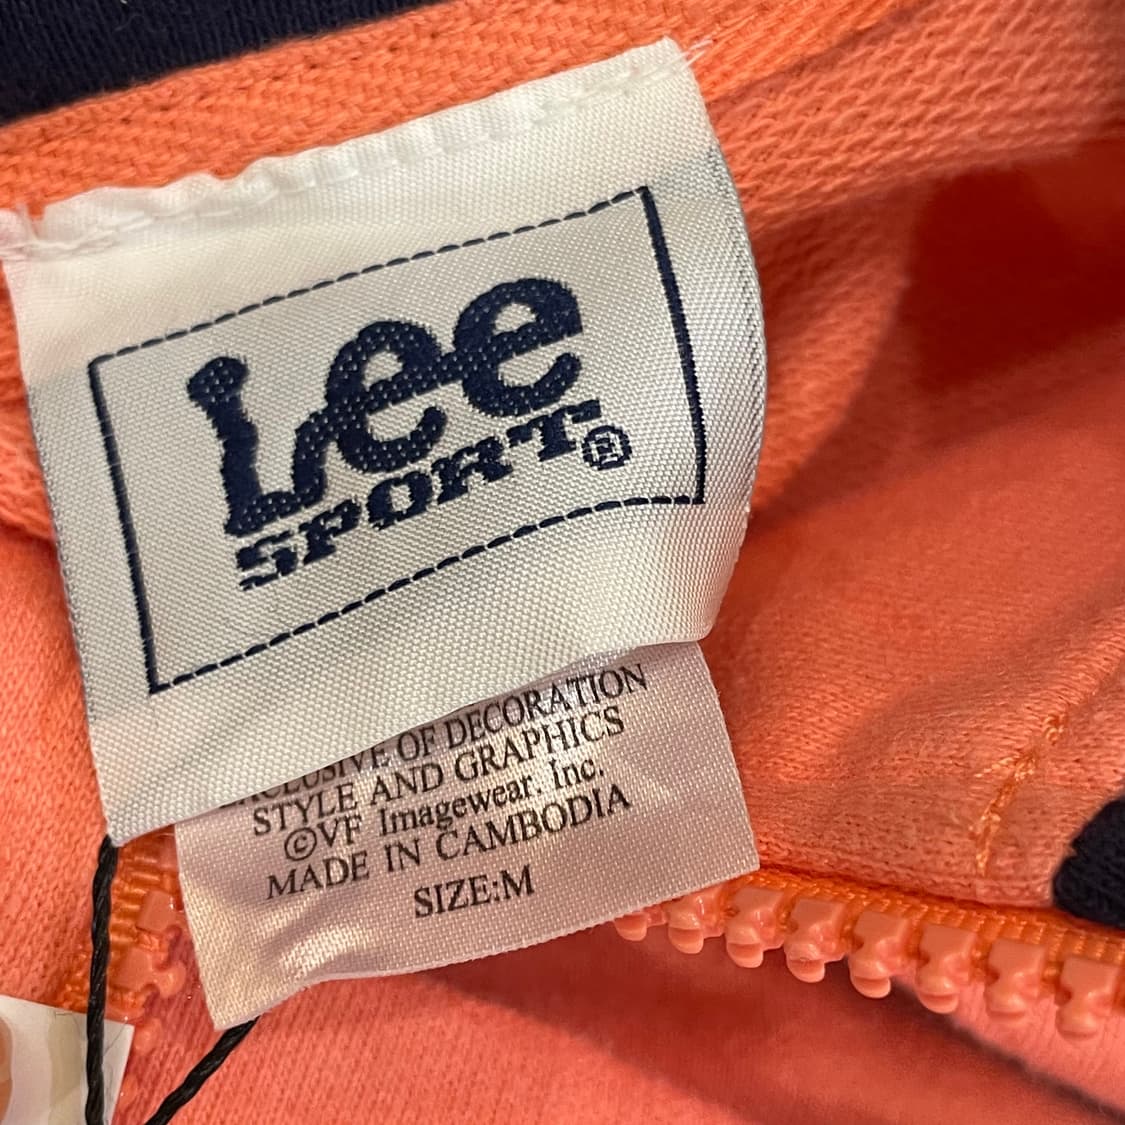 Lee
SPORT®
EXCLUSIVE OF DECORATION
STYLE AND GRAPHICS
©VF Imagewear. Inc.
MADE IN CAMBODIA
SIZE:M